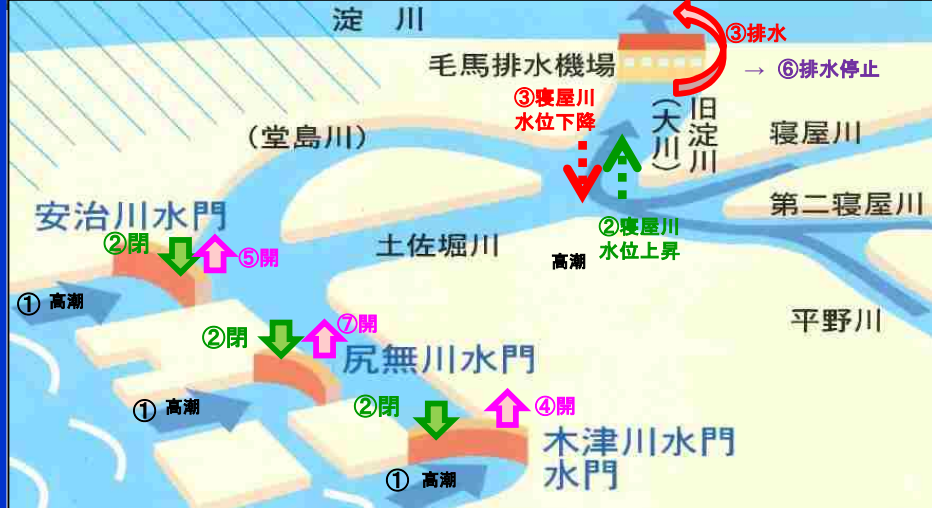 淀 川
③排水
毛馬排水機場
→ ⑥排水停止
③寝屋川
水位下降
旧淀川
(大川)
(堂島川)
寝屋川
第二寝屋川
安治川水門
②閉
⑤開
土佐堀川
②寝屋川
水位上昇
高潮
① 高潮
平野川
②閉
⑦開
尻無川水門
① 高潮
②閉
④開
木津川水門
水門
① 高潮